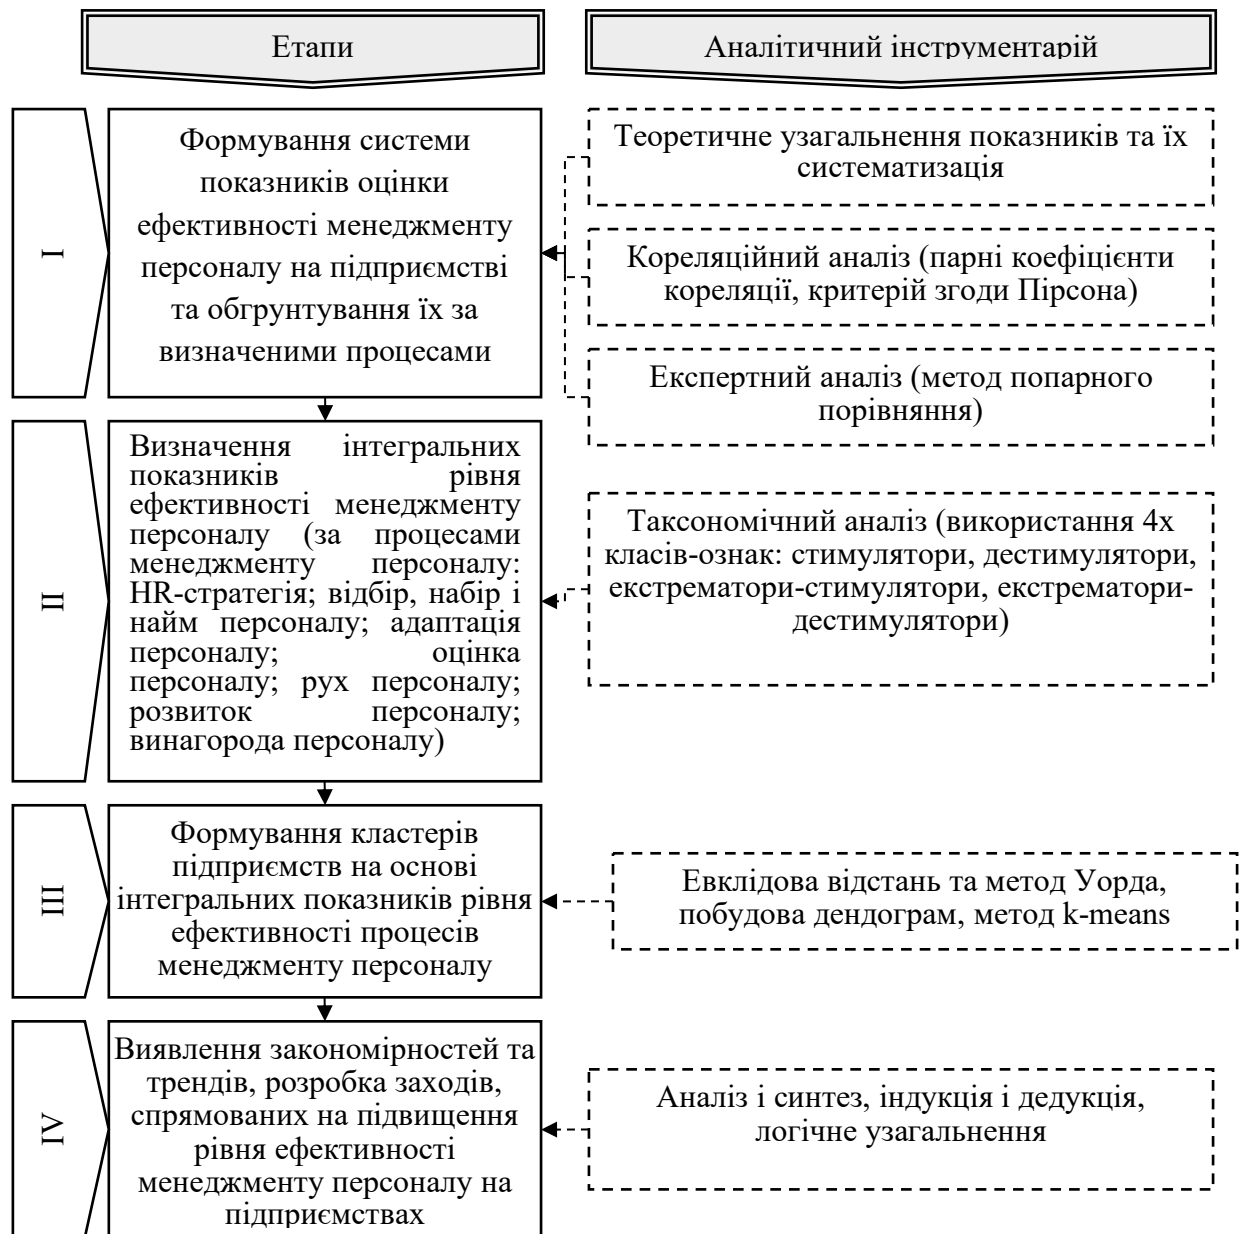 Етапи
Аналітичний інструментарій
I
Формування системи
показників оцінки
ефективності менеджменту
персоналу на підприємстві
та обгрунтування їх за
визначеними процесами
Теоретичне узагальнення показників та їх
систематизація
Кореляційний аналіз (парні коефіцієнти
кореляції, критерій згоди Пірсона)
Експертний аналіз (метод попарного
порівняння)
II
Визначення інтегральних
показників рівня
ефективності менеджменту
персоналу (за процесами
менеджменту персоналу:
HR-стратегія; відбір, набір і
найм персоналу; адаптація
персоналу; оцінка
персоналу; рух персоналу;
розвиток персоналу;
винагорода персоналу)
Таксономічний аналіз (використання 4х
класів-ознак: стимулятори, дестимулятори,
екстрематори-стимулятори, екстрематори-
дестимулятори)
III
Формування кластерів
підприємств на основі
інтегральних показників рівня
ефективності процесів
менеджменту персоналу
Евклідова відстань та метод Уорда,
побудова дендограм, метод k-means
IV
Виявлення закономірностей та
трендів, розробка заходів,
спрямованих на підвищення
рівня ефективності
менеджменту персоналу на
підприємствах
Аналіз і синтез, індукція і дедукція,
логічне узагальнення